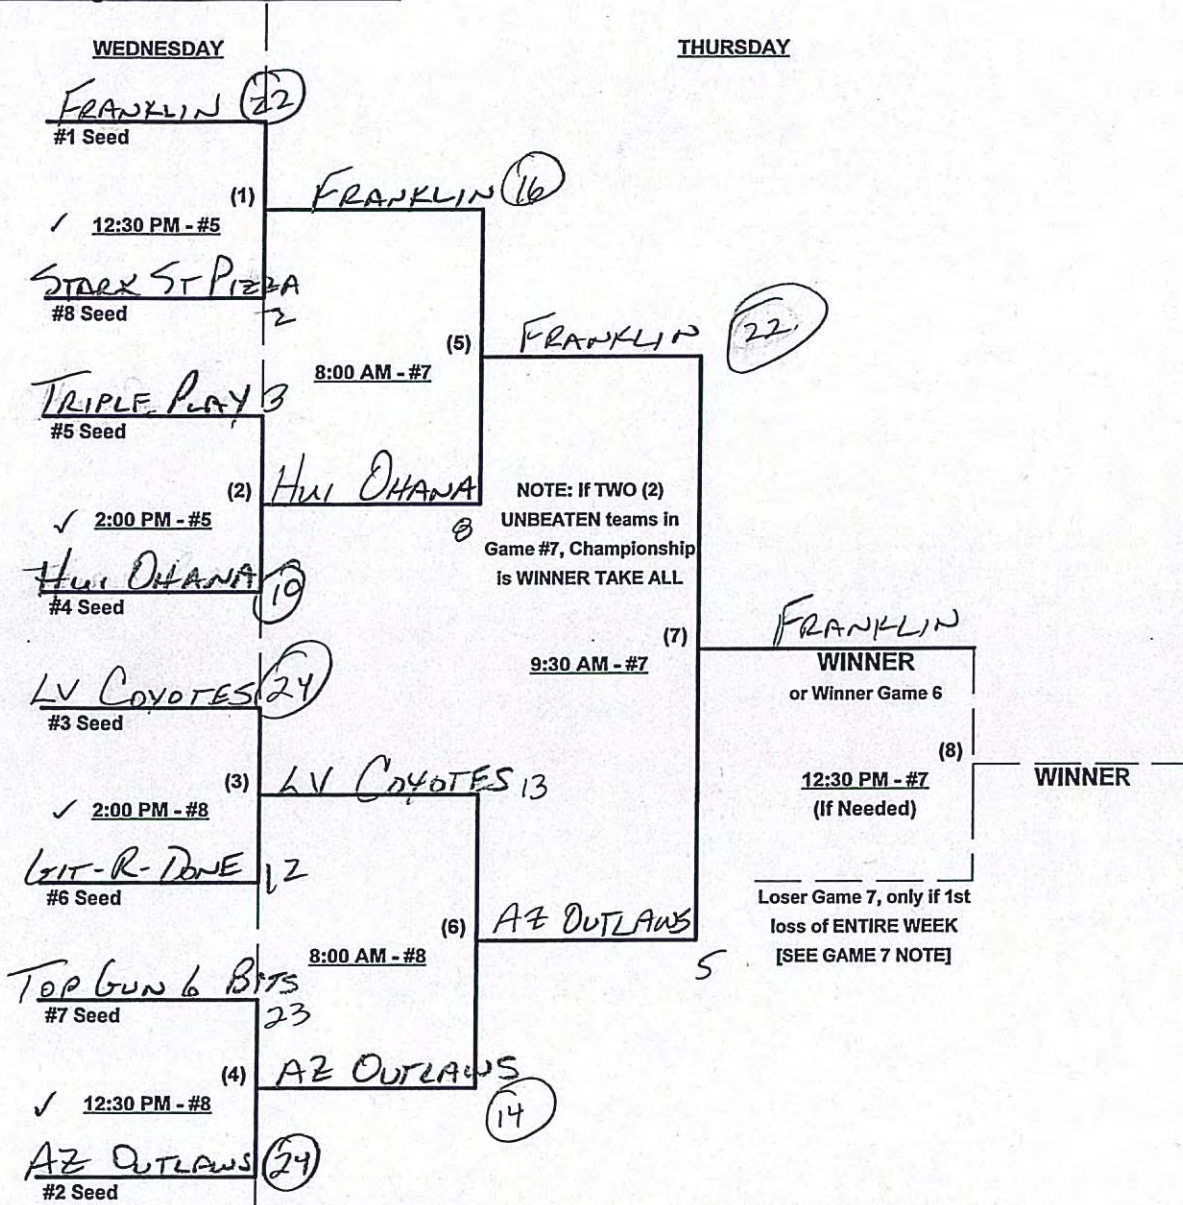 WEDNESDAY
THURSDAY
FRANKLIN 22
#1 Seed
(1)
FRANKLIN 16
✓ 12:30 PM - #5
STARK ST PIZZA
2
#8 Seed
(5)
FRANKLIN 22
8:00 AM - #7
TRIPLE PLAY 3
#5 Seed
(2)
HUI OHANA
8
NOTE: If TWO (2)
UNBEATEN teams in
Game #7, Championship
is WINNER TAKE ALL
✓ 2:00 PM - #5
HUI OHANA
#4 Seed
(7)
FRANKLIN
9:30 AM - #7
WINNER
or Winner Game 6
LV COYOTES 24
#3 Seed
(8)
WINNER
(3)
LV COYOTES 13
12:30 PM - #7
(If Needed)
✓ 2:00 PM - #8
GIT-R-DONE 12
#6 Seed
Loser Game 7, only if 1st
loss of ENTIRE WEEK
[SEE GAME 7 NOTE]
(6)
AZ OUTLAWS
5
8:00 AM - #8
TOP GUN 6 BITS
23
#7 Seed
(4)
AZ OUTLAWS
14
✓ 12:30 PM - #8
AZ OUTLAWS 24
#2 Seed